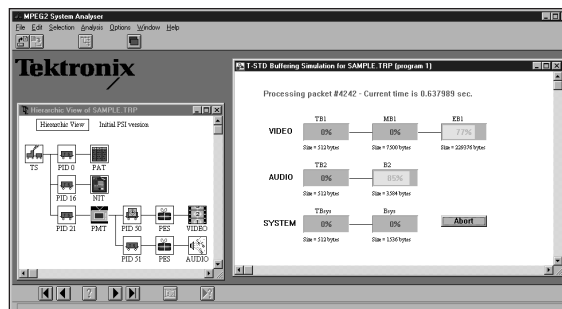 MPEG2 System Analyser
File Edit Selection Analysis Options Window Help
Tektronix
Hierarchic View of SAMPLE.TRP
Hierarchic View Initial PSI version
TS PID 0 PAT
PID 16 NIT
PID 21 PMT PID 50 PES VIDEO
PID 51 PES AUDIO
T-STD Buffering Simulation for SAMPLE.TRP (program 1)
Processing packet #4242 - Current time is 0.637989 sec.
TB1 MB1 EB1
VIDEO 0% 0% 77%
Size = 512 bytes Size = 7500 bytes Size = 229376 bytes
TB2 B2
AUDIO 0% 85%
Size = 512 bytes Size = 3584 bytes
TBsys Bsys
SYSTEM 0% 0% Abort
Size = 512 bytes Size = 1536 bytes